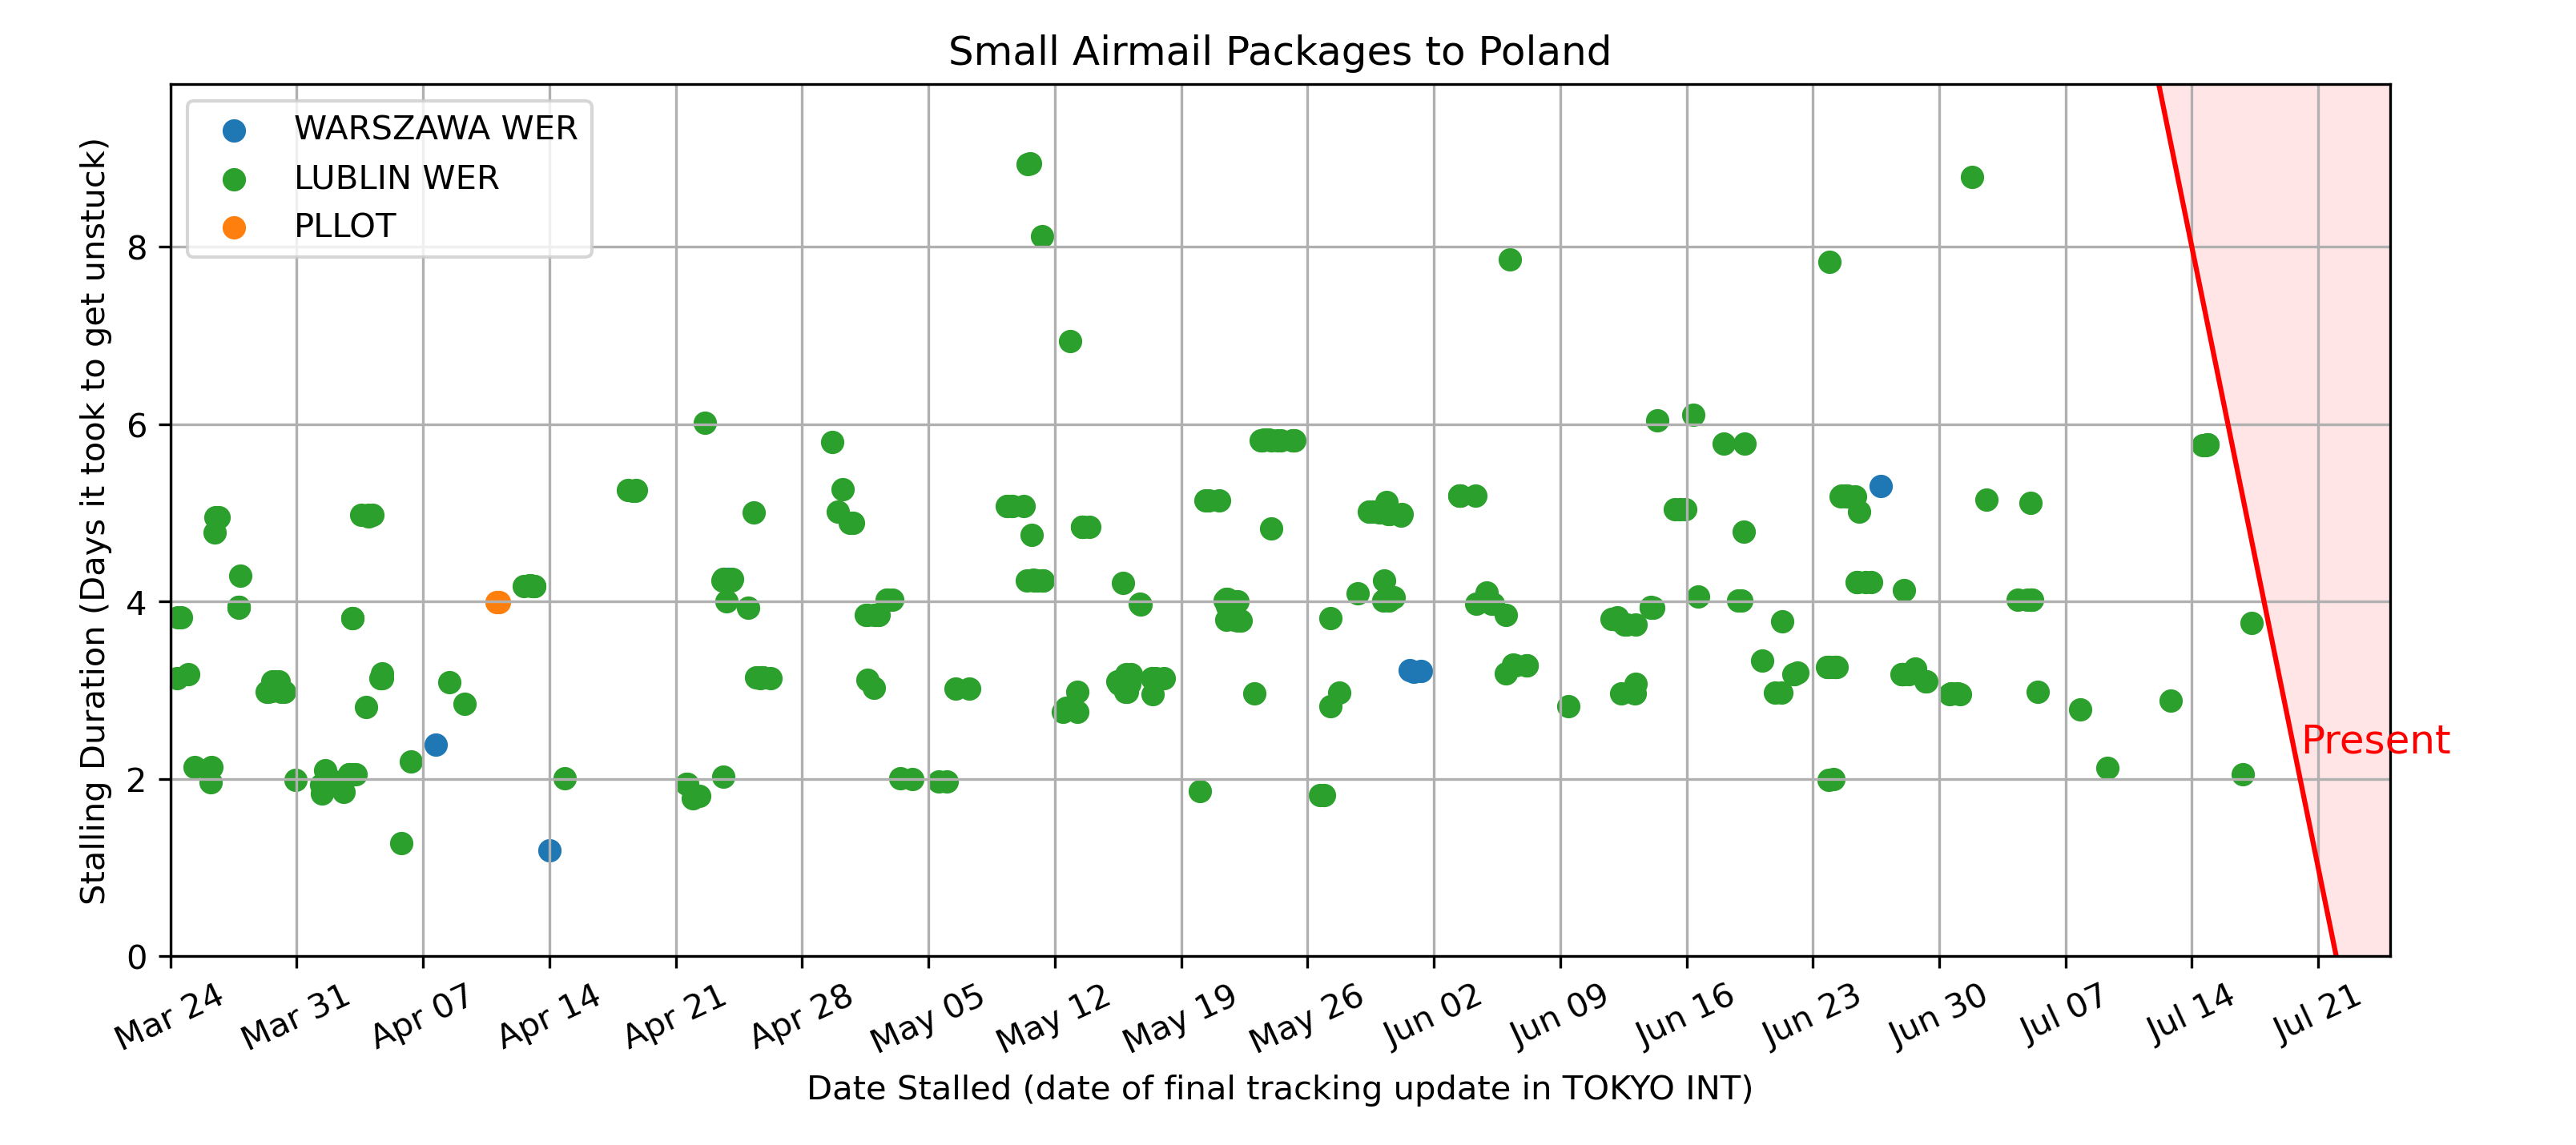 Small Airmail Packages to Poland
WARSZAWA WER
LUBLIN WER
PLLOT
Stalling Duration (Days it took to get unstuck)
8
6
4
2
0
Present
Mar 24
Mar 31
Apr 07
Apr 14
Apr 21
Apr 28
May 05
May 12
May 19
May 26
Jun 02
Jun 09
Jun 16
Jun 23
Jun 30
Jul 07
Jul 14
Jul 21
Date Stalled (date of final tracking update in TOKYO INT)